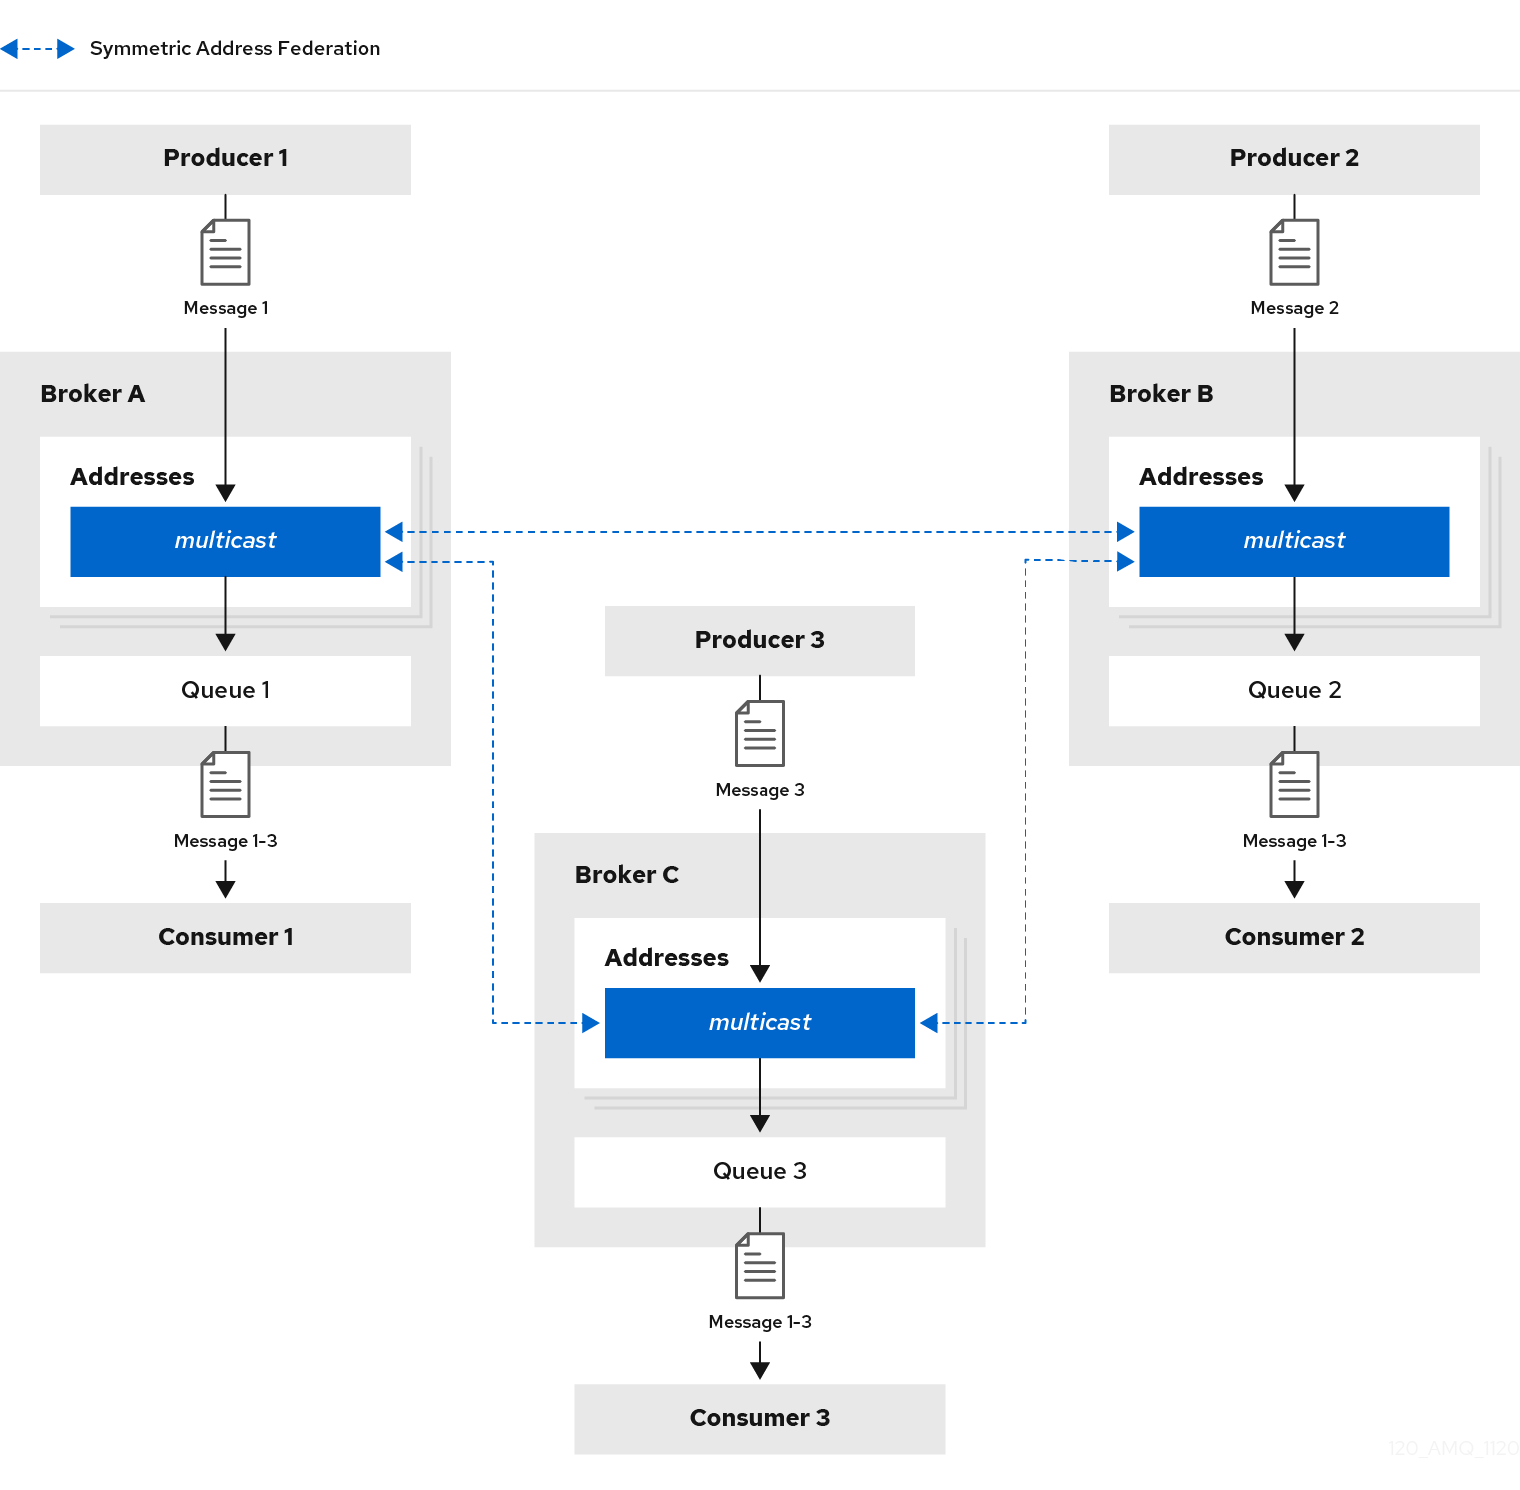 Symmetric Address Federation
Producer 1
Producer 2
Message 1
Message 2
Broker A
Broker B
Addresses
Addresses
multicast
multicast
Producer 3
Queue 1
Queue 2
Message 3
Message 1-3
Message 1-3
Broker C
Consumer 1
Consumer 2
Addresses
multicast
Queue 3
Message 1-3
Consumer 3
120_AMQ_1120